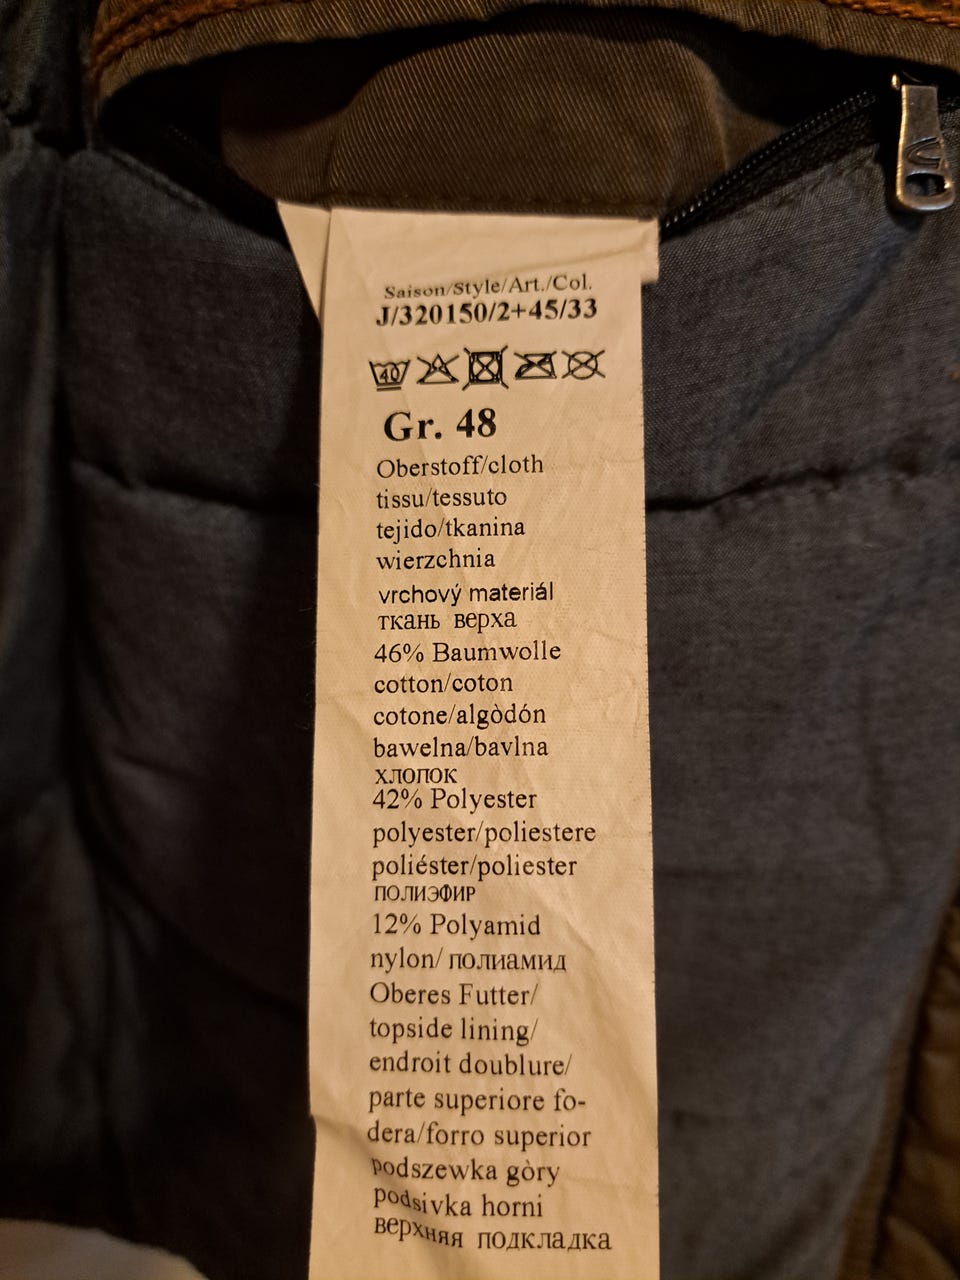 Saison/Style/Art./Col.
J/320150/2+45/33
40
Gr. 48
Oberstoff/cloth
tissu/tessuto
tejido/tkanina
wierzchnia
vrchový materiál
ткань верха
46% Baumwolle
cotton/coton
cotone/algòdón
bawelna/bavlna
хлопок
42% Polyester
polyester/poliestere
poliéster/poliester
полиэфир
12% Polyamid
nylon/ полиамид
Oberes Futter/
topside lining/
endroit doublure/
parte superiore fo-
dera/forro superior
podszewka gòry
podsivka horni
верхняя подкладка